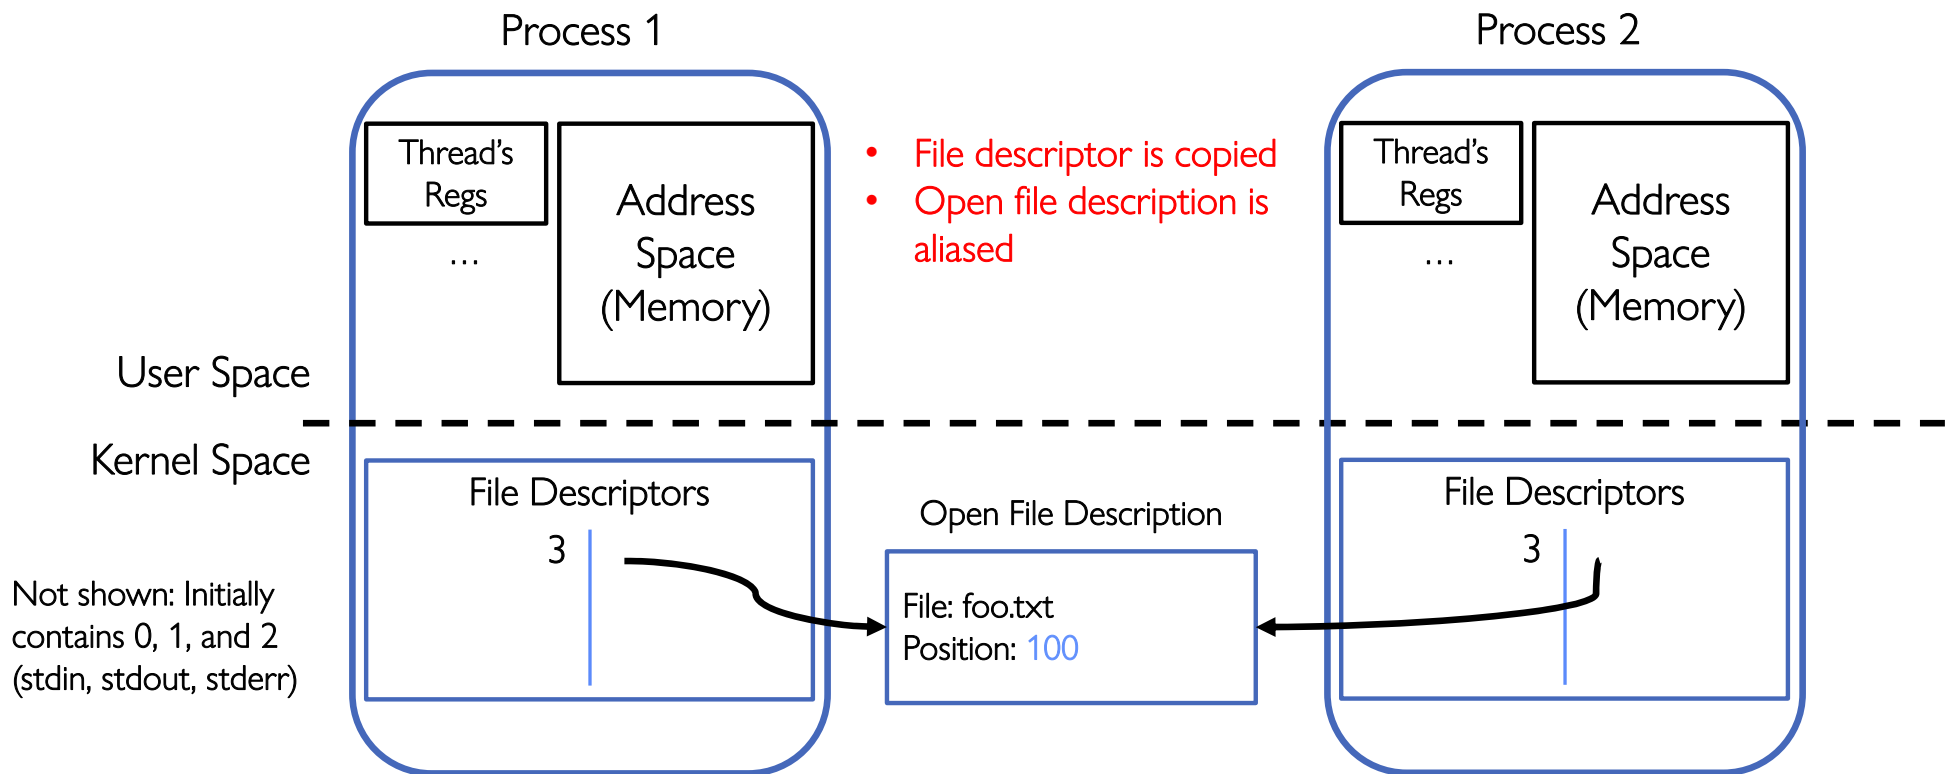 Process 1
Thread's
Regs
...
Address
Space
(Memory)
• File descriptor is copied
• Open file description is
aliased
Process 2
Thread's
Regs
...
Address
Space
(Memory)
User Space
Kernel Space
Not shown: Initially
contains 0, 1, and 2
(stdin, stdout, stderr)
File Descriptors
3
Open File Description
File: foo.txt
Position: 100
File Descriptors
3